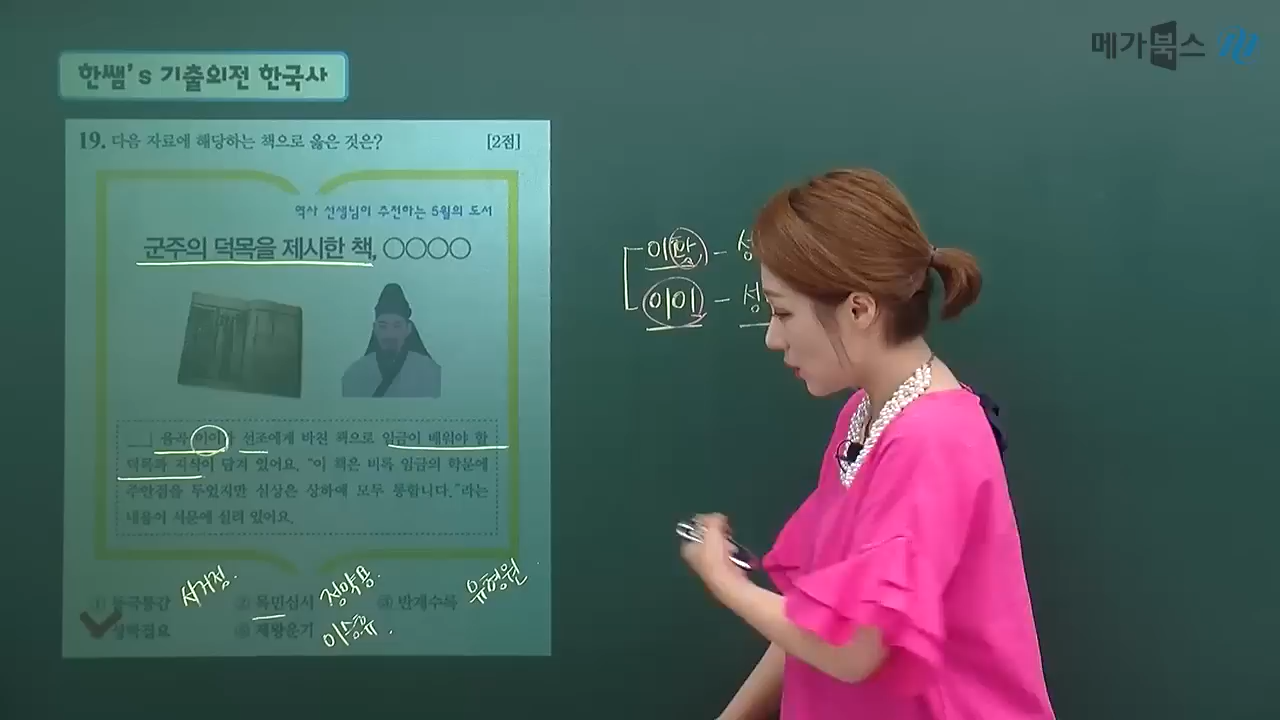 메가북스
한쌤's 기출외전 한국사
19. 다음 자료에 해당하는 책으로 옳은 것은? [2점]
역사 선생님이 추천하는 5월의 도서
군주의 덕목을 제시한 책, ○○○○
이황 – 성
이이 – 성
율곡 이이가 선조에게 바친 책으로 임금이 배워야 할
덕목과 지식이 담겨 있어요. "이 책은 비록 임금의 학문에
주안점을 두었지만 실상은 상하에 모두 통합니다."라는
내용이 서문에 실려 있어요.
서거정. 정약용. 유형원
① 동국통감 ② 목민심서 ③ 반계수록
성학집요 ⑤ 제왕운기 이승휴.